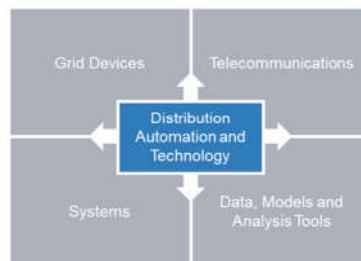 Grid Devices
Telecommunications
Distribution
Automation and
Technology
Systems
Data, Models and
Analysis Tools